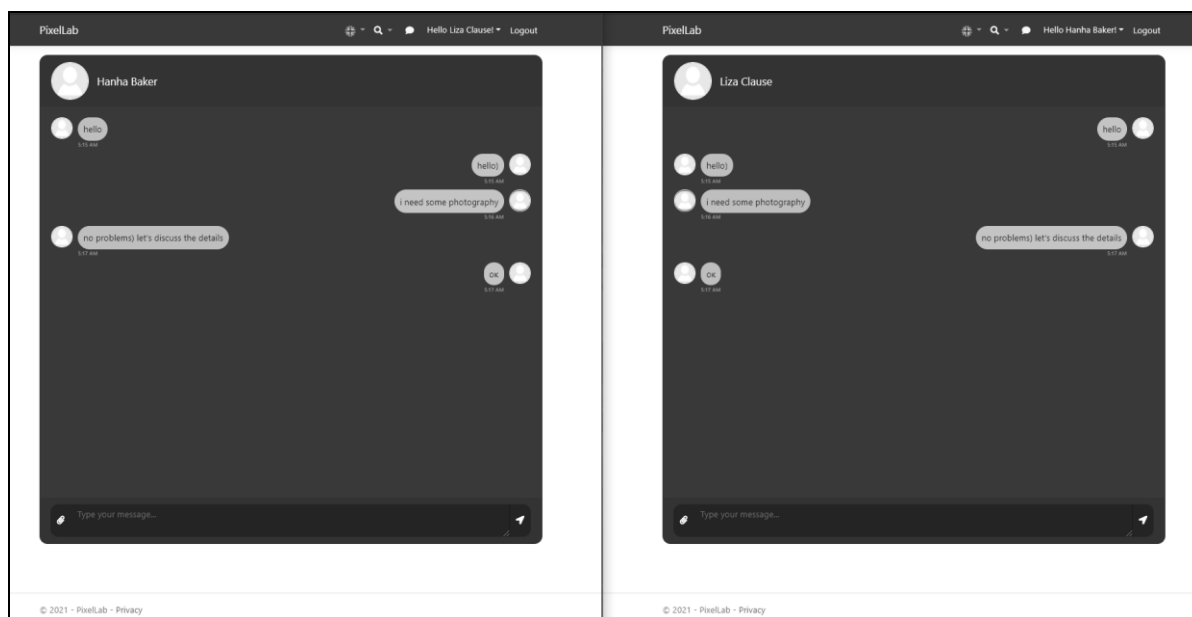 PixelLab Hello Liza Clause! Logout
Hanha Baker
hello
5:15 AM
hello)
5:15 AM
i need some photography
5:16 AM
no problems) let's discuss the details
5:17 AM
ок
5:17 AM
Type your message...
© 2021 - PixelLab - Privacy
PixelLab Hello Hanha Baker! Logout
Liza Clause
hello
5:15 AM
hello)
5:15 AM
i need some photography
5:16 AM
no problems) let's discuss the details
5:17 AM
ок
5:17 AM
Type your message...
© 2021 - PixelLab - Privacy